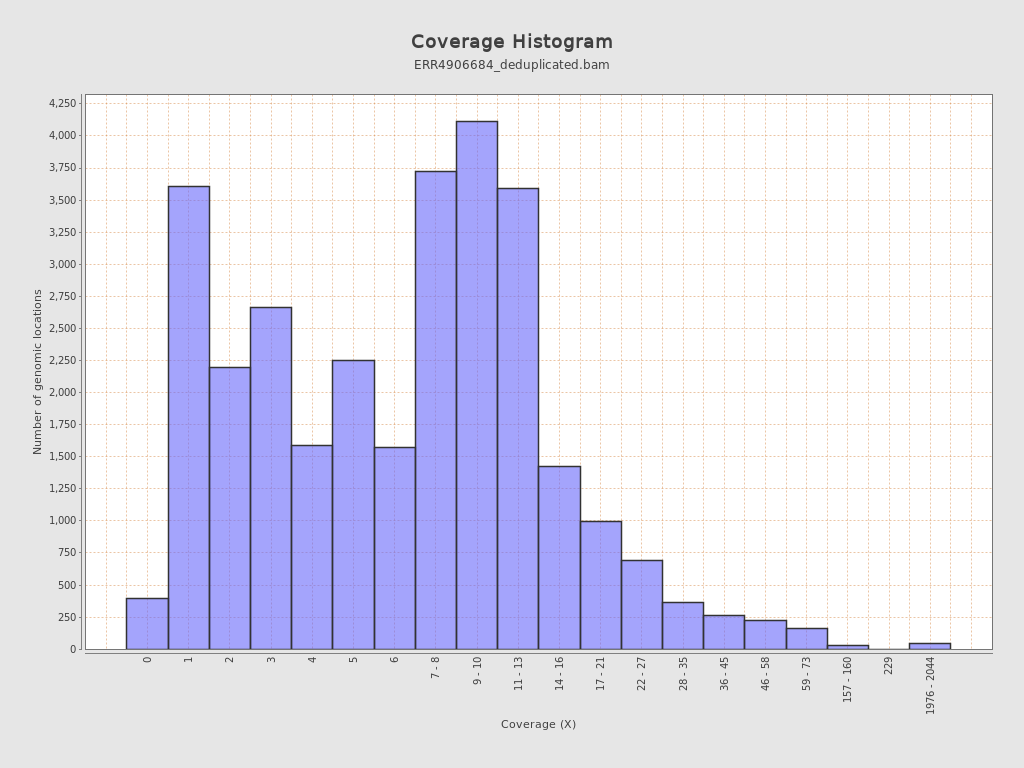 Coverage Histogram
ERR4906684_deduplicated.bam
Number of genomic locations
4,250
4,000
3,750
3,500
3,250
3,000
2,750
2,500
2,250
2,000
1,750
1,500
1,250
1,000
750
500
250
0
0
1
2
3
4
5
6
7 - 8
9 - 10
11 - 13
14 - 16
17 - 21
22 - 27
28 - 35
36 - 45
46 - 58
59 - 73
157 - 160
229
1976 - 2044
Coverage (X)